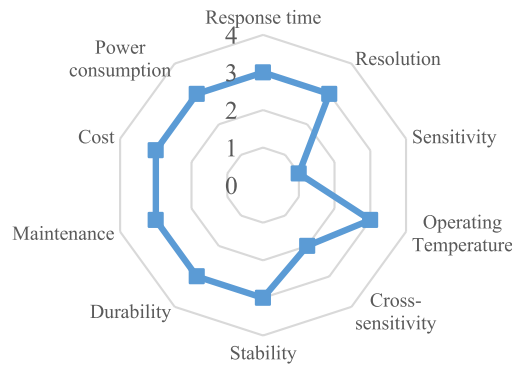 Response time
4
3
2
1
0
Resolution
Sensitivity
Operating
Temperature
Cross-
sensitivity
Stability
Durability
Maintenance
Cost
Power
consumption